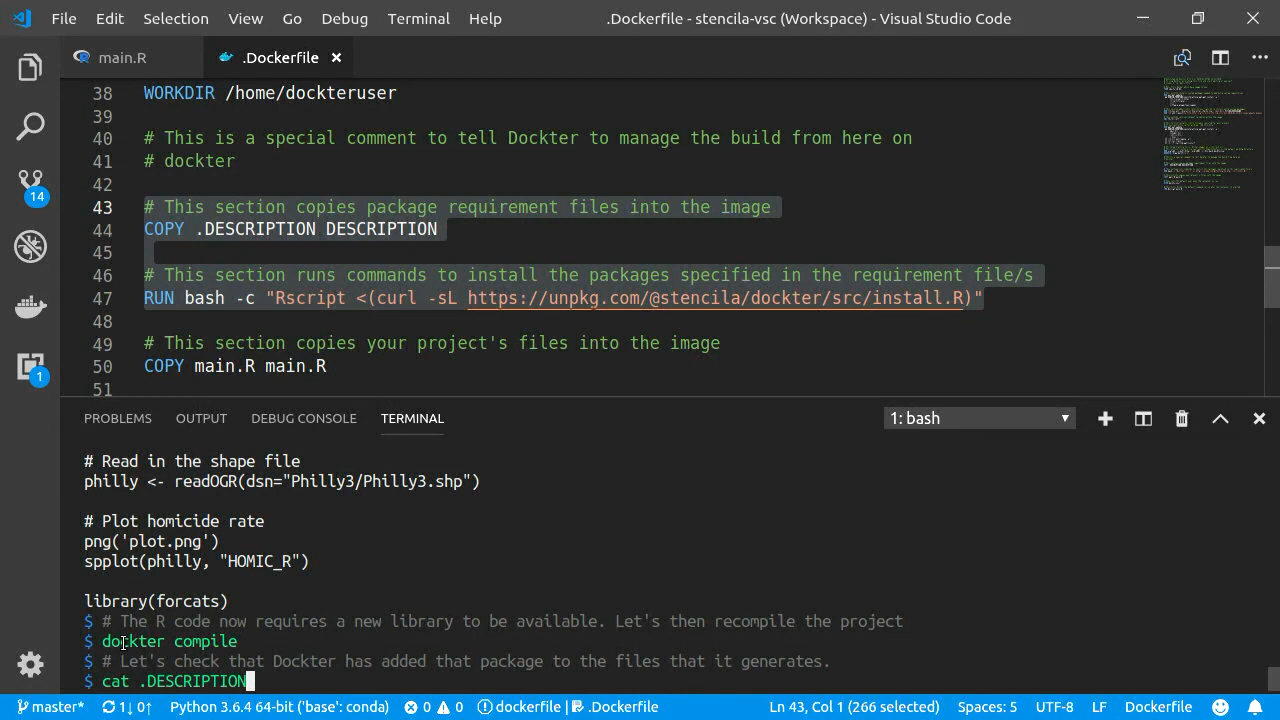 File Edit Selection View Go Debug Terminal Help .Dockerfile - stencila-vsc (Workspace) - Visual Studio Code
main.R .Dockerfile
38 WORKDIR /home/dockteruser
39
40 # This is a special comment to tell Dockter to manage the build from here on
41 # dockter
42
43 # This section copies package requirement files into the image
44 COPY .DESCRIPTION DESCRIPTION
45
46 # This section runs commands to install the packages specified in the requirement file/s
47 RUN bash -c "Rscript <(curl -sL https://unpkg.com/@stencila/dockter/src/install.R)"
48
49 # This section copies your project's files into the image
50 COPY main.R main.R
51
14
1
PROBLEMS OUTPUT DEBUG CONSOLE TERMINAL 1: bash
# Read in the shape file
philly <- readOGR(dsn="Philly3/Philly3.shp")
# Plot homicide rate
png('plot.png')
spplot(philly, "HOMIC_R")
library(forcats)
$ # The R code now requires a new library to be available. Let's then recompile the project
$ dockter compile
$ # Let's check that Dockter has added that package to the files that it generates.
$ cat .DESCRIPTION
master* 1↓ 0↑ Python 3.6.4 64-bit ('base': conda) 0 0 dockerfile | .Dockerfile Ln 43, Col 1 (266 selected) Spaces: 5 UTF-8 LF Dockerfile